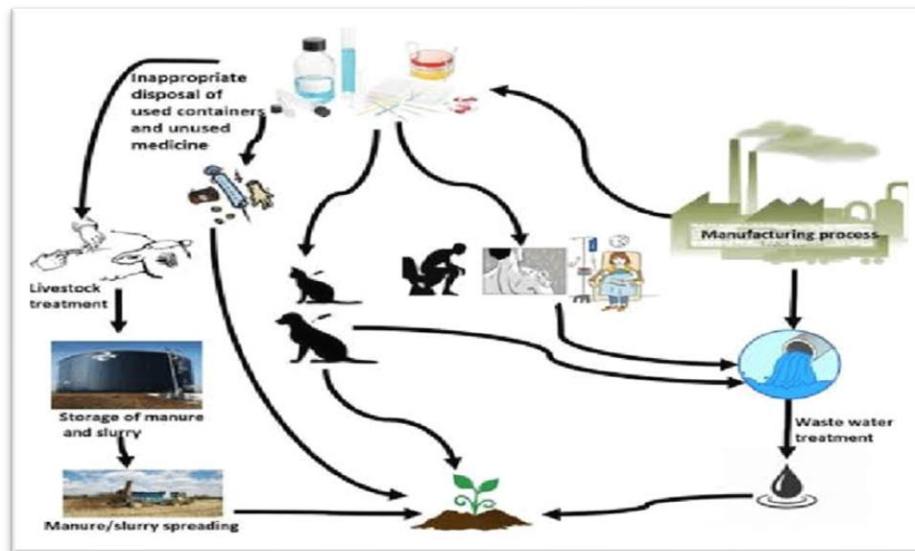 Inappropriate
disposal of
used containers
and unused
medicine
Manufacturing process
Livestock
treatment
Storage of manure
and slurry
Waste water
treatment
Manure/slurry spreading